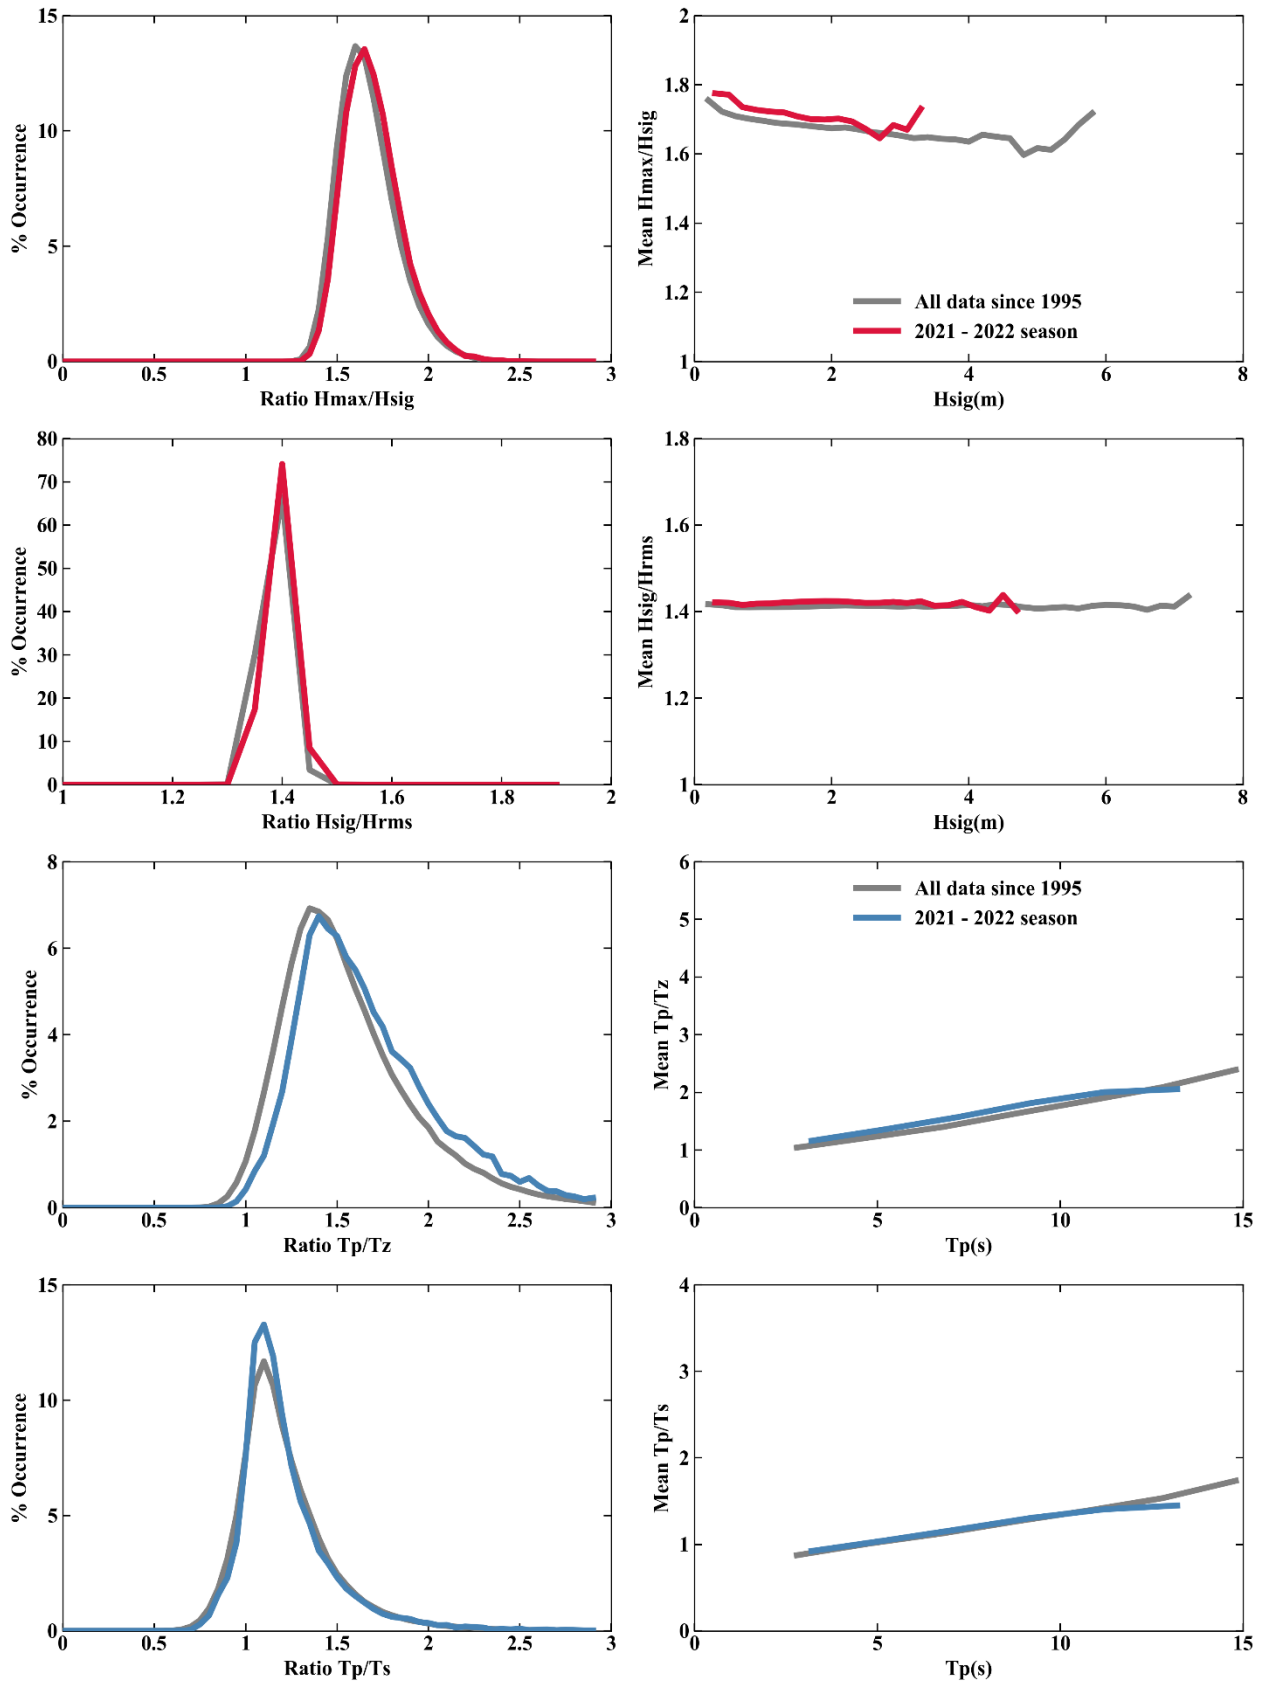 15
10
5
0
% Occurrence
0 0.5 1 1.5 2 2.5 3
Ratio Hmax/Hsig
2
1.8
1.6
1.4
1.2
1
Mean Hmax/Hsig
All data since 1995
2021 - 2022 season
2 4 6 8
Hsig(m)
80
70
60
50
40
30
20
10
0
% Occurrence
1 1.2 1.4 1.6 1.8 2
Ratio Hsig/Hrms
1.8
1.6
1.4
1.2
1
Mean Hsig/Hrms
0 2 4 6 8
Hsig(m)
8
6
4
2
0
% Occurrence
0 0.5 1 1.5 2 2.5 3
Ratio Tp/Tz
6
5
4
3
2
1
0
Mean Tp/Tz
All data since 1995
2021 - 2022 season
0 5 10 15
Tp(s)
15
10
5
0
% Occurrence
0 0.5 1 1.5 2 2.5 3
Ratio Tp/Ts
4
3
2
1
0
Mean Tp/Ts
0 5 10 15
Tp(s)